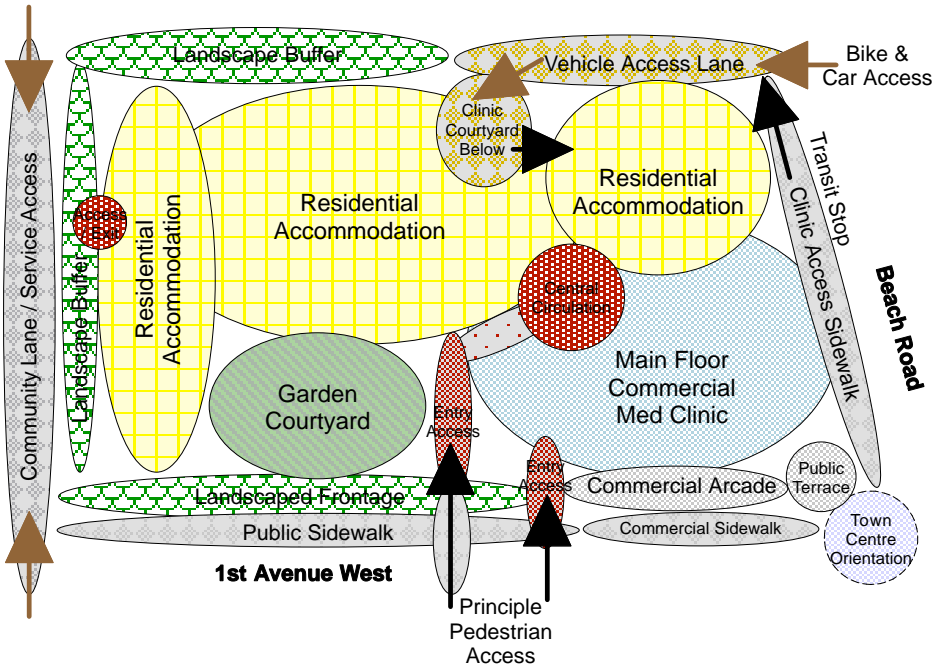 Landscape Buffer
Vehicle Access Lane
Bike &
Car Access
Clinic
Courtyard
Below
Community Lane / Service Access
Landscape Buffer
Access
Exit
Residential
Accommodation
Residential
Accommodation
Residential
Accommodation
Transit Stop
Clinic Access Sidewalk
Beach Road
Central
Circulation
Main Floor
Commercial
Med Clinic
Garden
Courtyard
Entry
Access
Entry
Access
Landscaped Frontage
Commercial Arcade
Public
Terrace
Public Sidewalk
Commercial Sidewalk
Town
Centre
Orientation
1st Avenue West
Principle
Pedestrian
Access